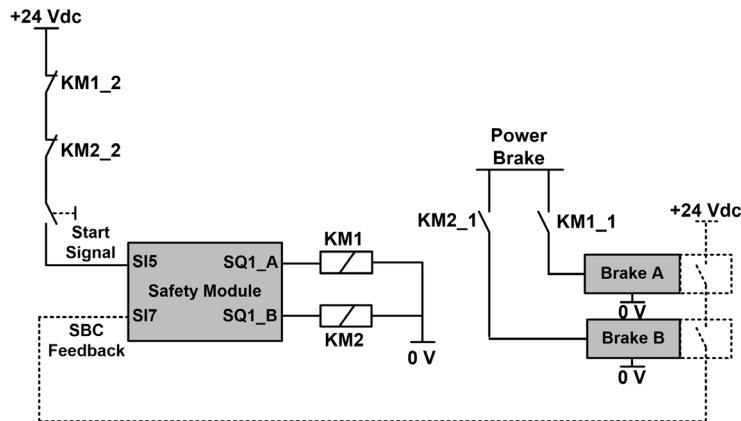 +24 Vdc
KM1_2
KM2_2
Start
Signal
SI5
SQ1_A
Safety Module
SI7
SQ1_B
SBC
Feedback
KM1
KM2
0 V
Power
Brake
KM2_1
KM1_1
+24 Vdc
Brake A
0 V
Brake B
0 V